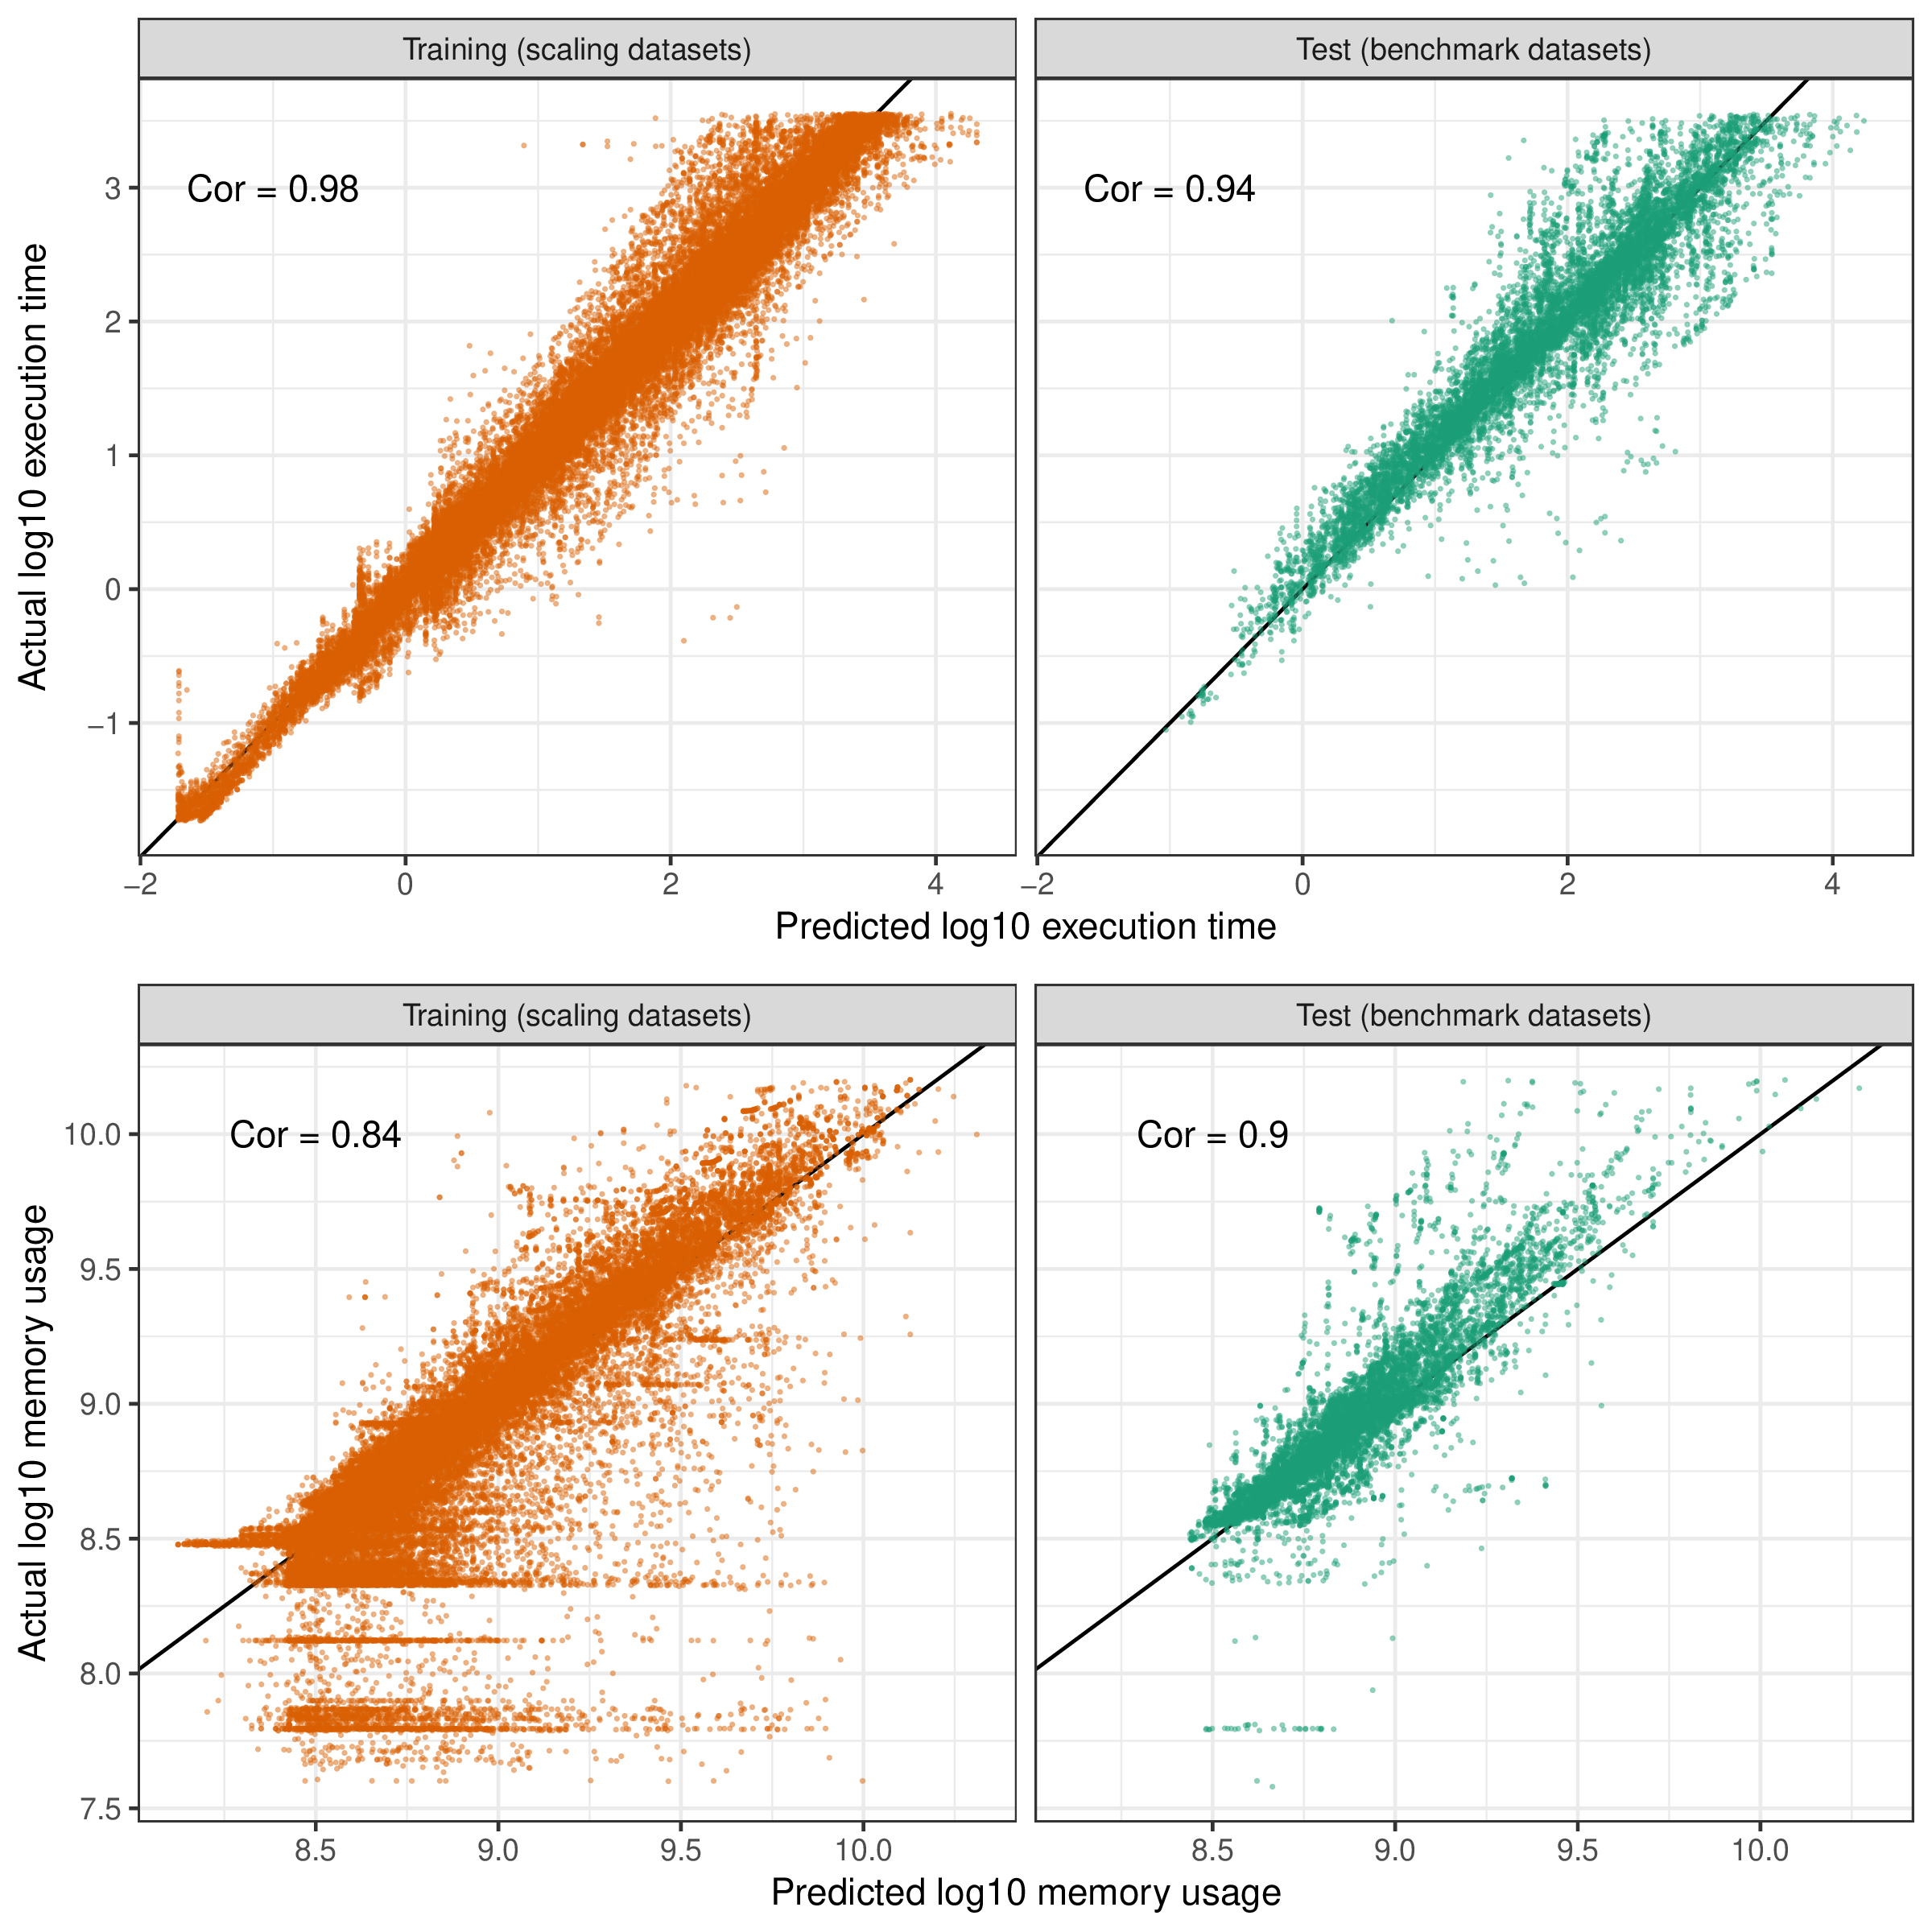 Training (scaling datasets)
Test (benchmark datasets)
Actual log10 execution time
3
2
1
0
−1
Cor = 0.98
Cor = 0.94
−2
0
2
4
−2
0
2
4
Predicted log10 execution time
Training (scaling datasets)
Test (benchmark datasets)
Actual log10 memory usage
10.0
9.5
9.0
8.5
8.0
7.5
Cor = 0.84
Cor = 0.9
8.5
9.0
9.5
10.0
8.5
9.0
9.5
10.0
Predicted log10 memory usage